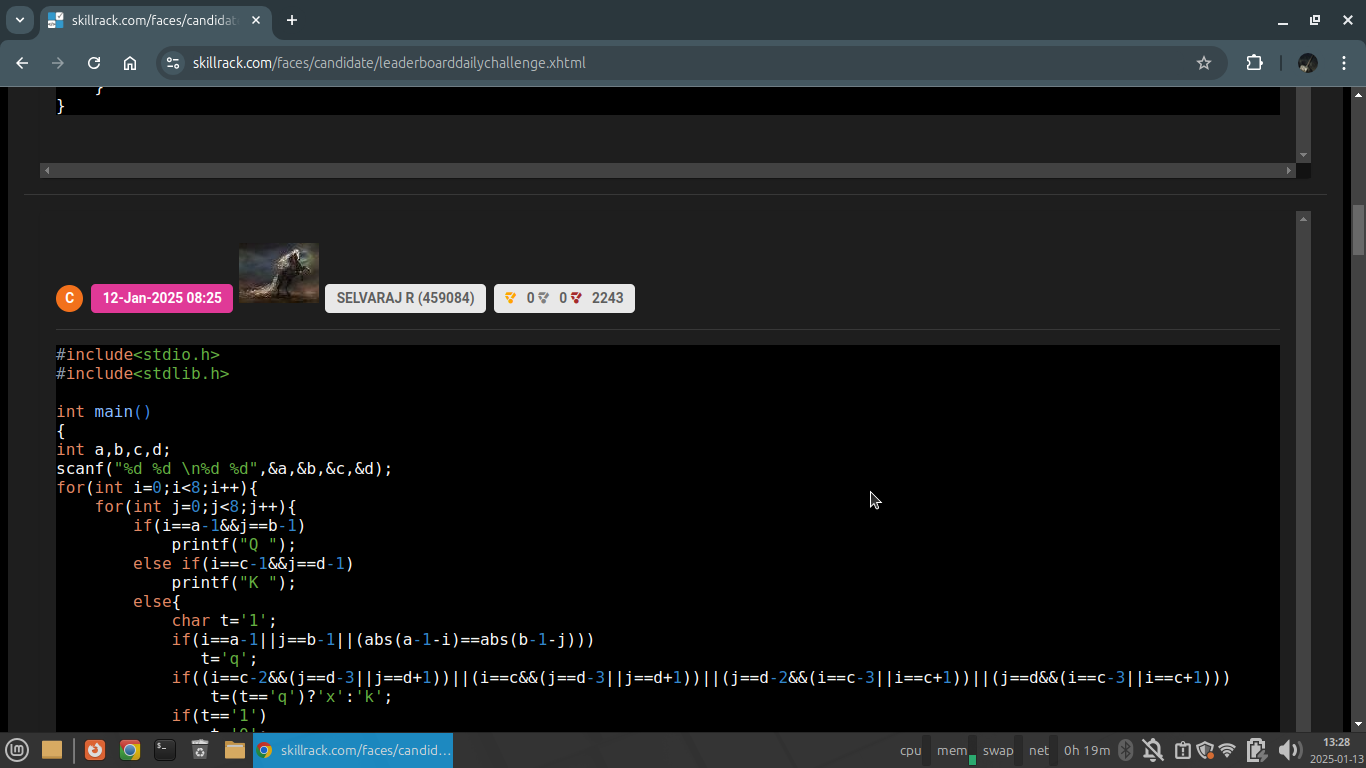 skillrack.com/faces/candidat
skillrack.com/faces/candidate/leaderboarddailychallenge.xhtml
}
}
C 12-Jan-2025 08:25 SELVARAJ R (459084) 0 0 2243
#include<stdio.h>
#include<stdlib.h>
int main()
{
int a,b,c,d;
scanf("%d %d \n%d %d",&a,&b,&c,&d);
for(int i=0;i<8;i++){
for(int j=0;j<8;j++){
if(i==a-1&&j==b-1)
printf("Q ");
else if(i==c-1&&j==d-1)
printf("K ");
else{
char t='1';
if(i==a-1||j==b-1||(abs(a-1-i)==abs(b-1-j)))
t='q';
if((i==c-2&&(j==d-3||j==d+1))||(i==c&&(j==d-3||j==d+1))||(j==d-2&&(i==c-3||i==c+1))||(j==d&&(i==c-3||i==c+1)))
t=(t=='q')?'x':'k';
if(t=='1')
skillrack.com/faces/candid... cpu mem swap net 0h 19m 13:28
2025-01-13